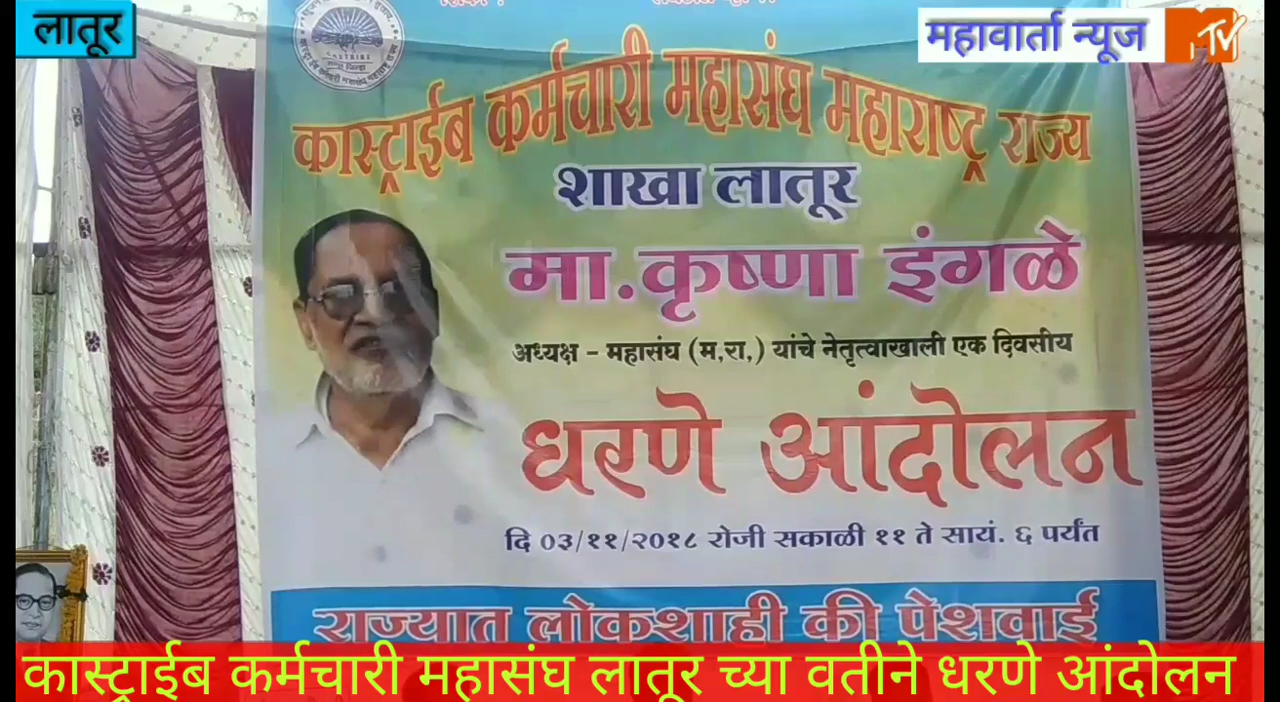 लातूर
महावार्ता न्यूज MTV
कास्ट्राईब कर्मचारी महासंघ महाराष्ट्र राज्य
शाखा लातूर
मा.कृष्णा इंगळे
अध्यक्ष - महासंघ (म,रा,) यांचे नेतृत्वाखाली एक दिवसीय
धरणे आंदोलन
दि ०३/११/२०१८ रोजी सकाळी ११ ते सायं. ६ पर्यंत
राज्यात लोकशाही की पेशवाई
कास्ट्राईब कर्मचारी महासंघ लातूर च्या वतीने धरणे आंदोलन